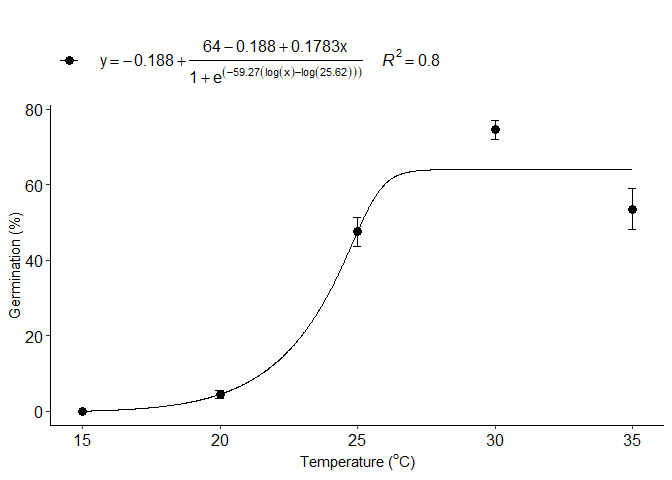 y = −0.188 + (64 − 0.188 + 0.1783x) / (1 + e^(−59.27(log(x)−log(25.62)))) R² = 0.8
80
60
40
20
0
Germination (%)
15 20 25 30 35
Temperature (°C)